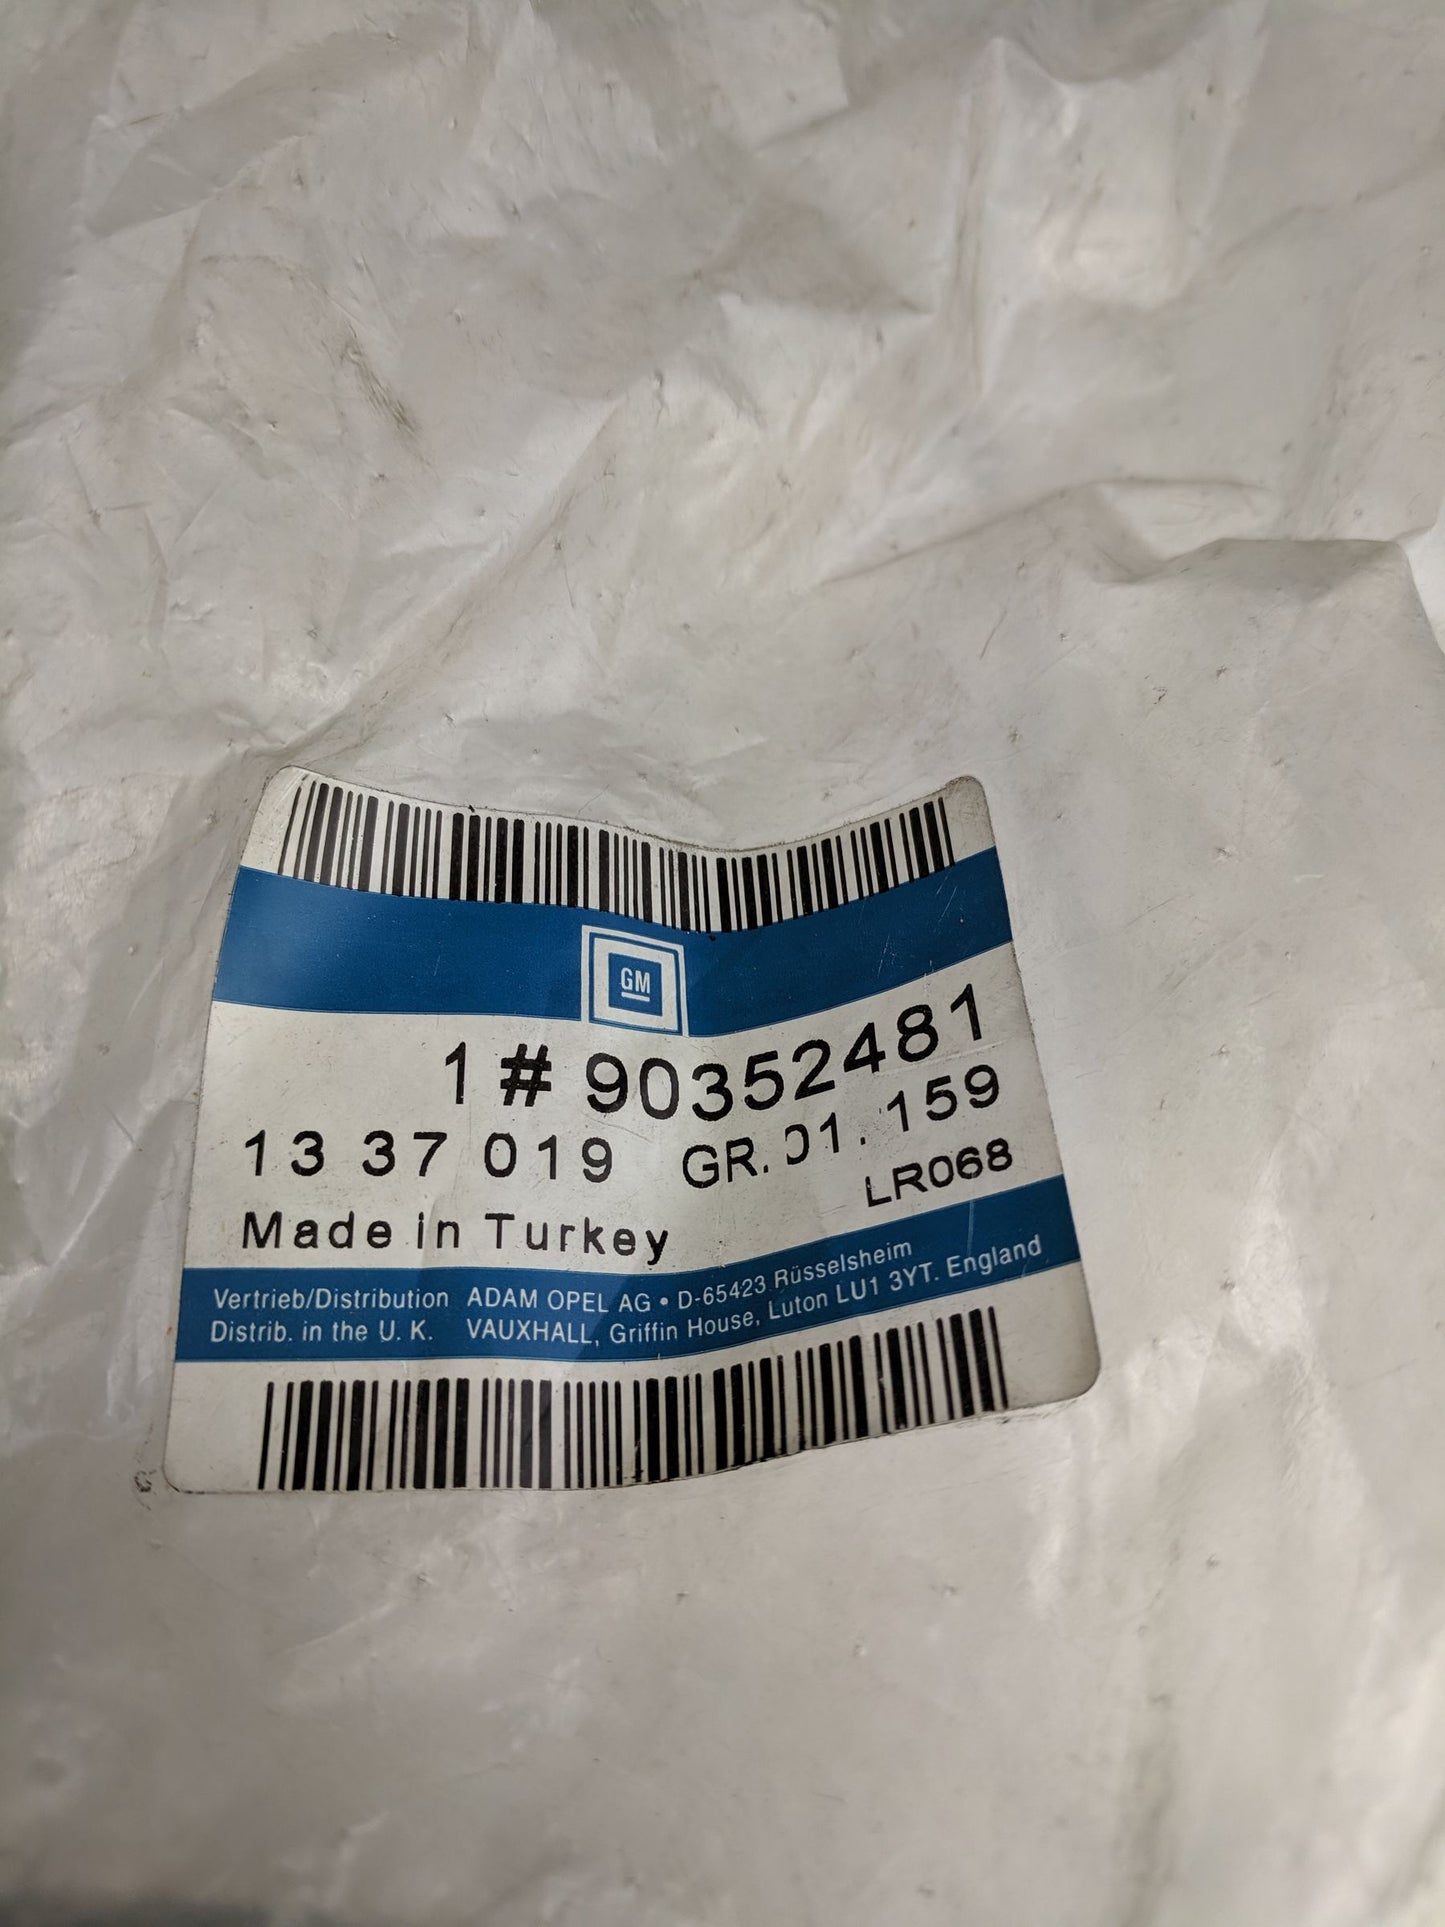 GM
1 # 90352481
13 37 019 GR. 01. 159
LR068
Made in Turkey
Vertrieb/Distribution ADAM OPEL AG • D-65423 Rüsselsheim
Distrib. in the U. K. VAUXHALL, Griffin House, Luton LU1 3YT. England